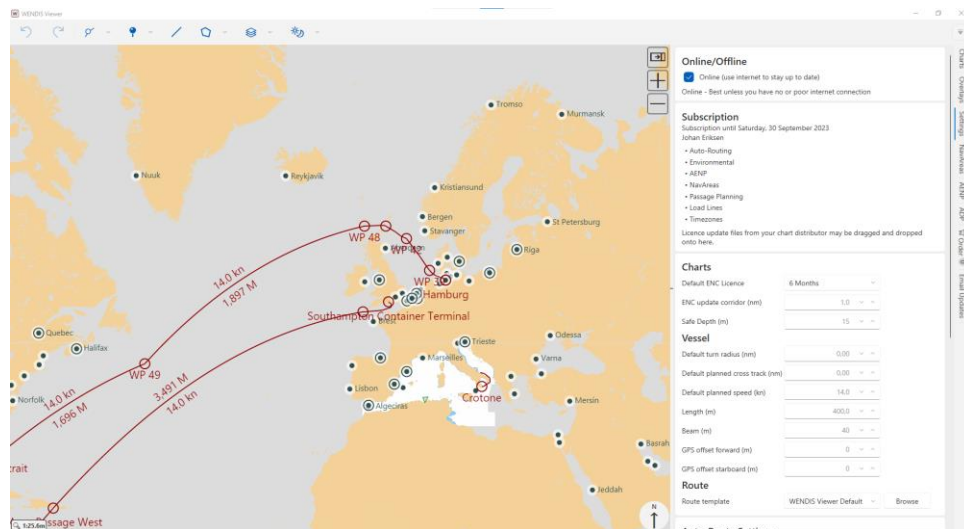 WENDIS Viewer
Tromso
Murmansk
Nuuk
Reykjavik
Kristiansund
Bergen
Stavanger
St Petersburg
WP 48
Riga
14.0 kn
1,897 M
Hamburg
Southampton Container Terminal
Brest
Quebec
Halifax
Trieste
Odessa
Marseilles
Varna
WP 49
3,491 M
14.0 kn
Lisbon
Crotone
Mersin
Norfolk
14.0 kn
1,696 M
Algeciras
Basrah
rait
Jeddah
Passage West
N
Online/Offline
Online (use internet to stay up to date)
Online - Best unless you have no or poor internet connection
Subscription
Subscription until Saturday, 30 September 2023
Johan Eriksen
• Auto-Routing
• Environmental
• AENP
• NavAreas
• Passage Planning
• Load Lines
• Timezones
Licence update files from your chart distributor may be dragged and dropped
onto here.
Charts
Default ENC Licence 6 Months
ENC update corridor (nm) 1.0
Safe Depth (m) 15
Vessel
Default turn radius (nm) 0.00
Default planned cross track (nm) 0.00
Default planned speed (kn) 14.0
Length (m) 400.0
Beam (m) 40
GPS offset forward (m) 0
GPS offset starboard (m) 0
Route
Route template WENDIS Viewer Default Browse
Charts
Overlays
Settings
NavAreas
AENP
ADP
Order
Email Updates